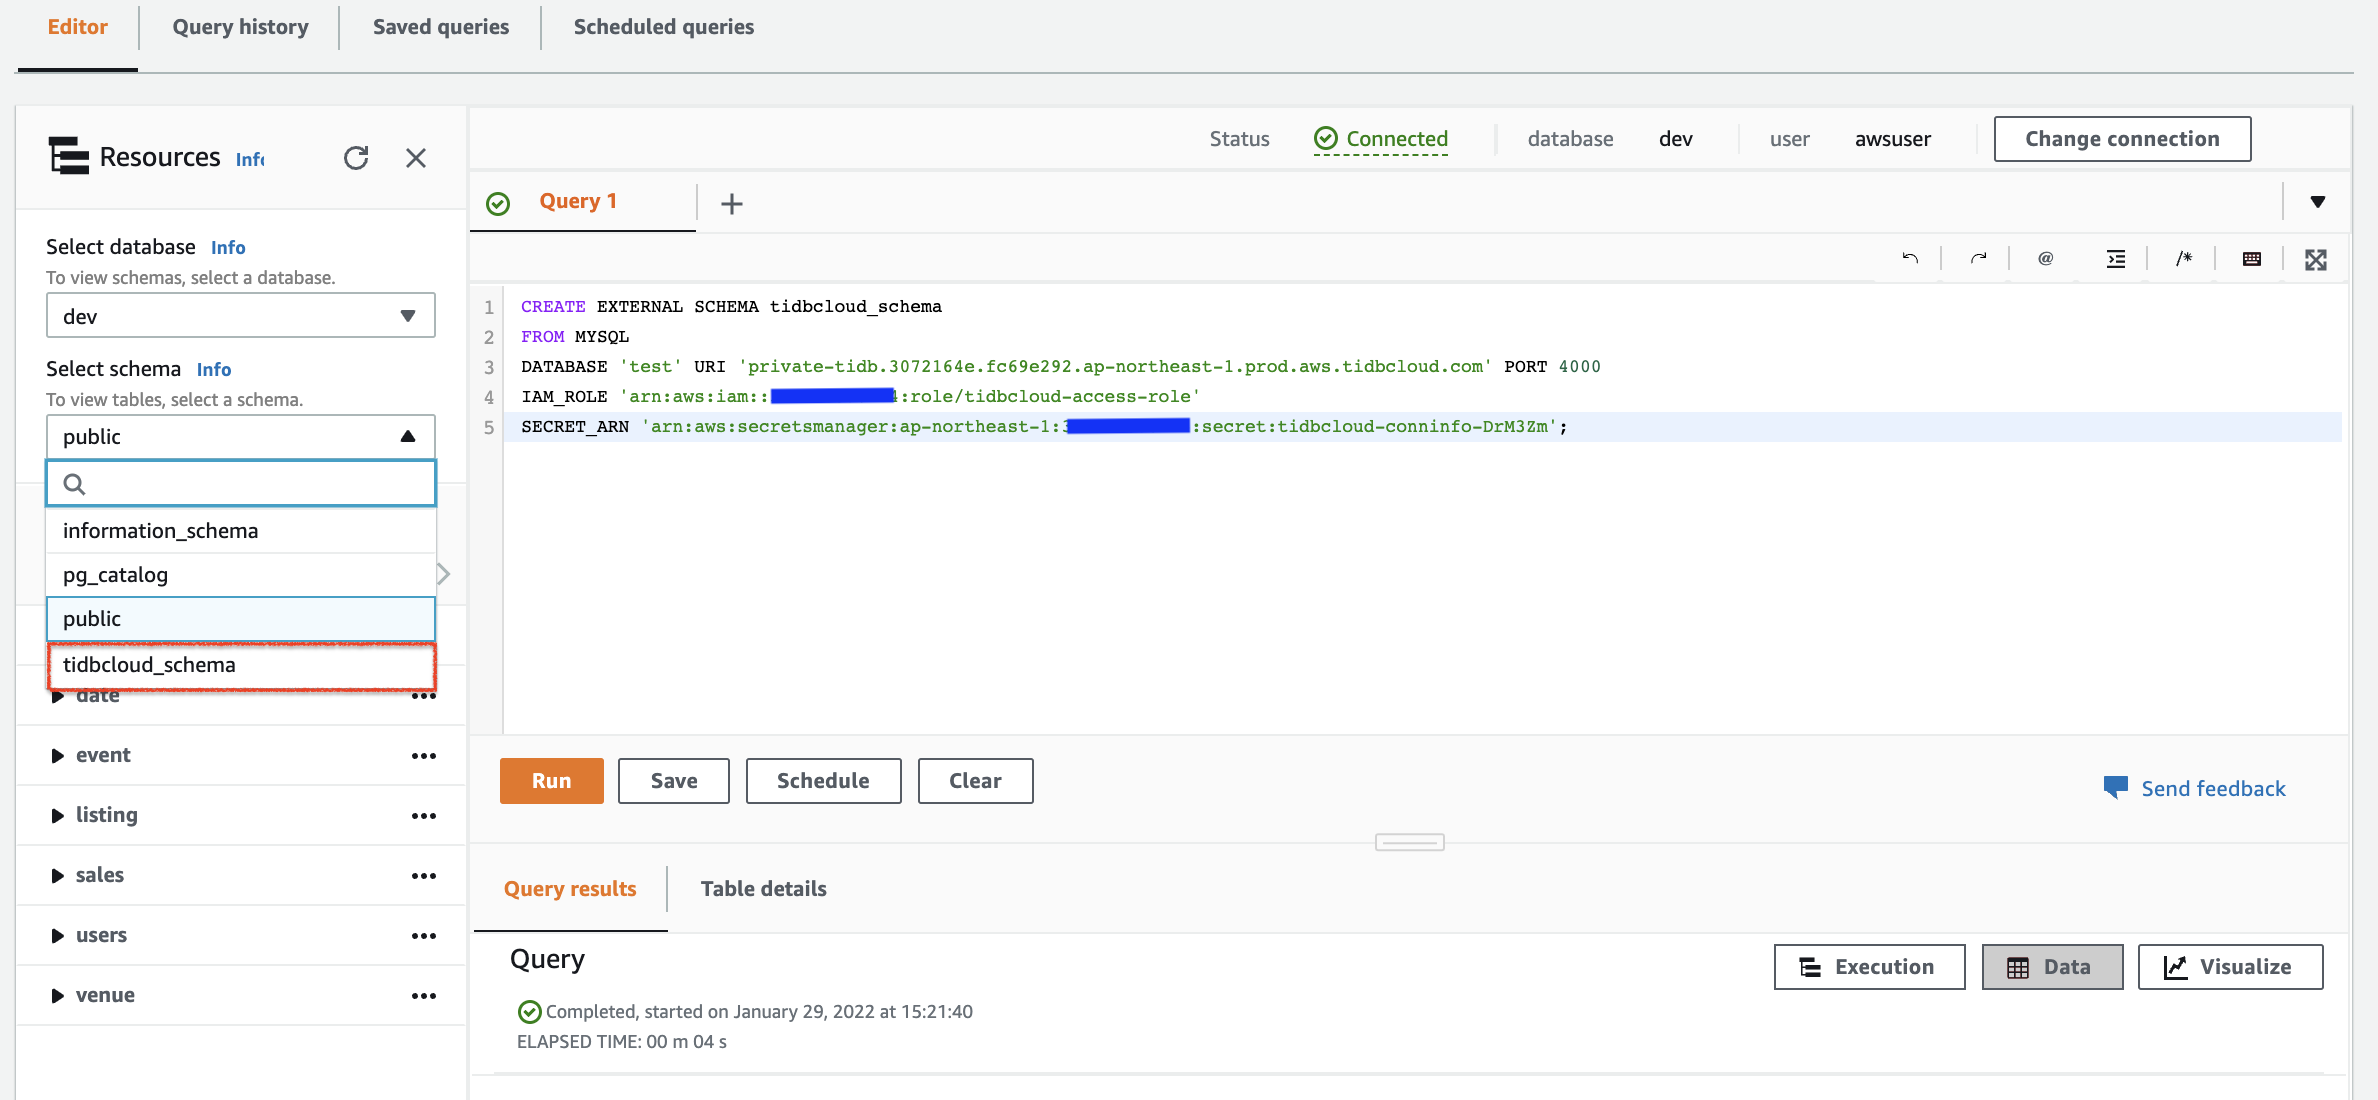 Editor
Query history
Saved queries
Scheduled queries
Resources
Select database Info
To view schemas, select a database.
dev
Select schema Info
To view tables, select a schema.
public
information_schema
pg_catalog
public
tidbcloud_schema
date
event
listing
sales
users
venue
Status Connected database dev user awsuser Change connection
Query 1
@ /*
1 CREATE EXTERNAL SCHEMA tidbcloud_schema
2 FROM MYSQL
3 DATABASE 'test' URI 'private-tidb.3072164e.fc69e292.ap-northeast-1.prod.aws.tidbcloud.com' PORT 4000
4 IAM_ROLE 'arn:aws:iam:: :role/tidbcloud-access-role'
5 SECRET_ARN 'arn:aws:secretsmanager:ap-northeast-1: :secret:tidbcloud-conninfo-DrM3Zm';
Run Save Schedule Clear
Send feedback
Query results
Table details
Query
Execution Data Visualize
Completed, started on January 29, 2022 at 15:21:40
ELAPSED TIME: 00 m 04 s